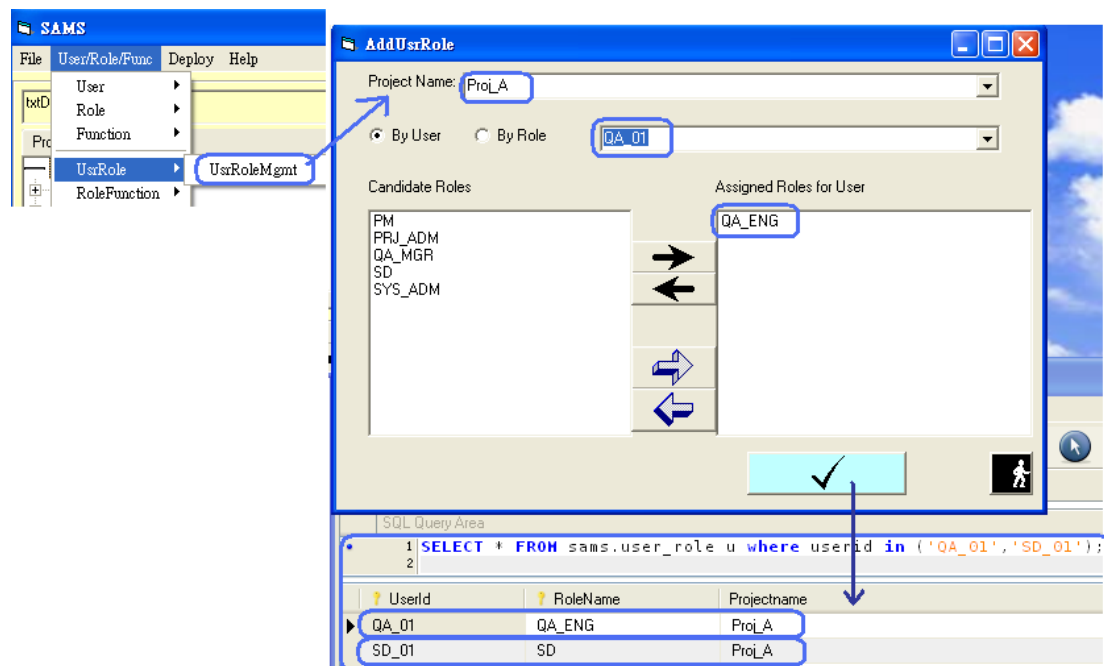 SAMS
File User/Role/Func Deploy Help
User
txtD
Role
Function
Pro
UsrRole
UsrRoleMgmt
RoleFunction
AddUsrRole
Project Name: Proj_A
By User By Role QA_01
Candidate Roles
Assigned Roles for User
PM
PRJ_ADM
QA_MGR
SD
SYS_ADM
QA_ENG
SQL Query Area
1 SELECT * FROM sams.user_role u where userid in ('QA_01','SD_01');
2
UserId RoleName Projectname
QA_01 QA_ENG Proj_A
SD_01 SD Proj_A